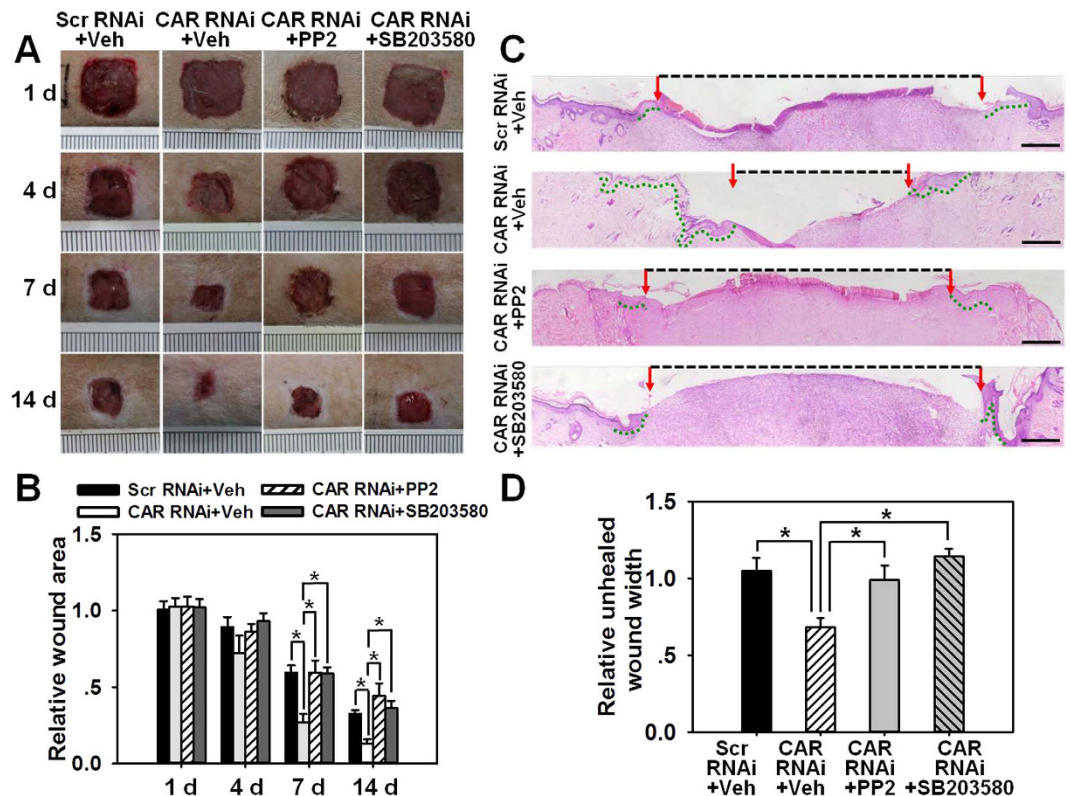 A
Scr RNAi
+Veh
CAR RNAi
+Veh
CAR RNAi
+PP2
CAR RNAi
+SB203580
1 d
4 d
7 d
14 d
B
Scr RNAi+Veh
CAR RNAi+PP2
CAR RNAi+Veh
CAR RNAi+SB203580
Relative wound area
1.5
1.0
.5
0.0
* * *
* * *
1 d 4 d 7 d 14 d
C
Scr RNAi
+Veh
CAR RNAi
+Veh
CAR RNAi
+PP2
CAR RNAi
+SB203580
D
Relative unhealed
wound width
1.5
1.0
.5
0.0
* * *
Scr
RNAi
+Veh
CAR
RNAi
+Veh
CAR
RNAi
+PP2
CAR
RNAi
+SB203580